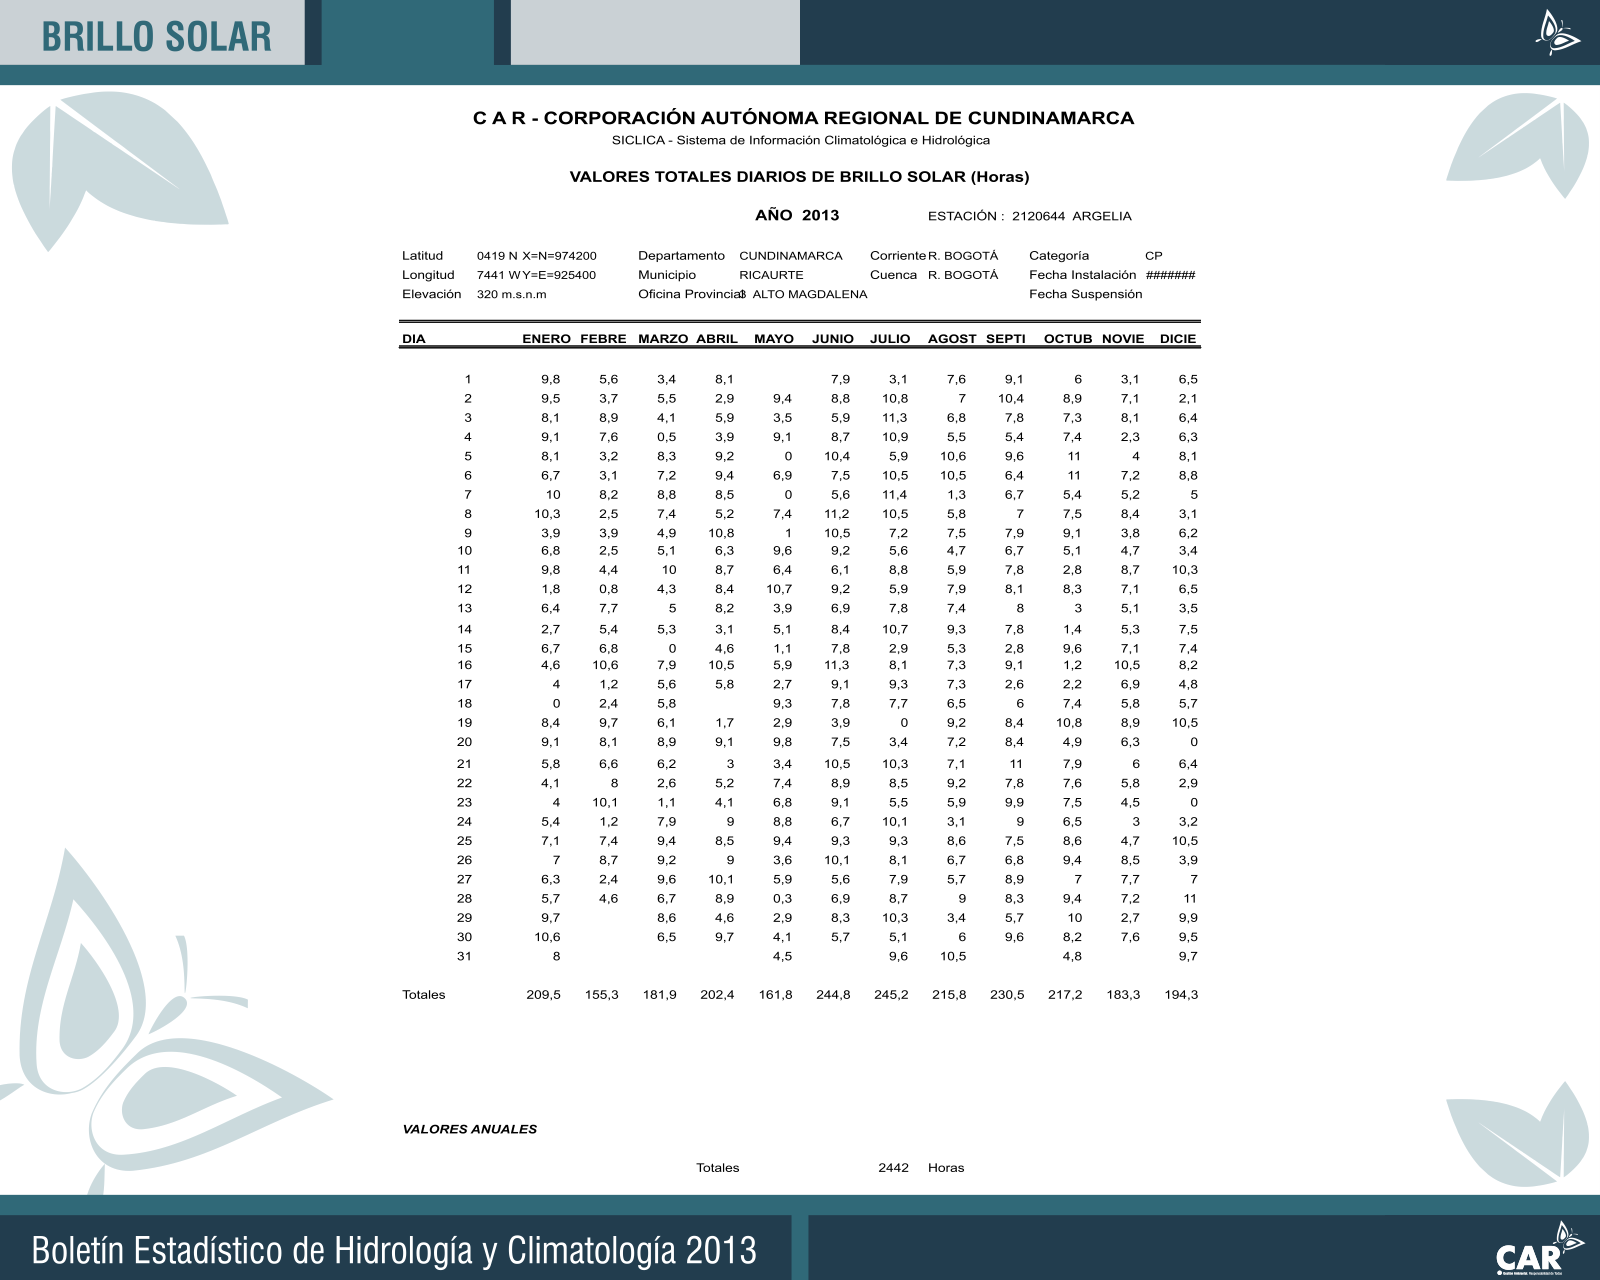 BRILLO SOLAR
C A R - CORPORACIÓN AUTÓNOMA REGIONAL DE CUNDINAMARCA
SICLICA - Sistema de Información Climatológica e Hidrológica
VALORES TOTALES DIARIOS DE BRILLO SOLAR (Horas)
AÑO 2013 ESTACIÓN : 2120644 ARGELIA
Latitud 0419 N X=N=974200 Departamento CUNDINAMARCA Corriente R. BOGOTÁ Categoría CP
Longitud 7441 W Y=E=925400 Municipio RICAURTE Cuenca R. BOGOTÁ Fecha Instalación #######
Elevación 320 m.s.n.m Oficina Provincial 3 ALTO MAGDALENA Fecha Suspensión
DIA ENERO FEBRE MARZO ABRIL MAYO JUNIO JULIO AGOST SEPTI OCTUB NOVIE DICIE
1 9,8 5,6 3,4 8,1 7,9 3,1 7,6 9,1 6 3,1 6,5
2 9,5 3,7 5,5 2,9 9,4 8,8 10,8 7 10,4 8,9 7,1 2,1
3 8,1 8,9 4,1 5,9 3,5 5,9 11,3 6,8 7,8 7,3 8,1 6,4
4 9,1 7,6 0,5 3,9 9,1 8,7 10,9 5,5 5,4 7,4 2,3 6,3
5 8,1 3,2 8,3 9,2 0 10,4 5,9 10,6 9,6 11 4 8,1
6 6,7 3,1 7,2 9,4 6,9 7,5 10,5 10,5 6,4 11 7,2 8,8
7 10 8,2 8,8 8,5 0 5,6 11,4 1,3 6,7 5,4 5,2 5
8 10,3 2,5 7,4 5,2 7,4 11,2 10,5 5,8 7 7,5 8,4 3,1
9 3,9 3,9 4,9 10,8 1 10,5 7,2 7,5 7,9 9,1 3,8 6,2
10 6,8 2,5 5,1 6,3 9,6 9,2 5,6 4,7 6,7 5,1 4,7 3,4
11 9,8 4,4 10 8,7 6,4 6,1 8,8 5,9 7,8 2,8 8,7 10,3
12 1,8 0,8 4,3 8,4 10,7 9,2 5,9 7,9 8,1 8,3 7,1 6,5
13 6,4 7,7 5 8,2 3,9 6,9 7,8 7,4 8 3 5,1 3,5
14 2,7 5,4 5,3 3,1 5,1 8,4 10,7 9,3 7,8 1,4 5,3 7,5
15 6,7 6,8 0 4,6 1,1 7,8 2,9 5,3 2,8 9,6 7,1 7,4
16 4,6 10,6 7,9 10,5 5,9 11,3 8,1 7,3 9,1 1,2 10,5 8,2
17 4 1,2 5,6 5,8 2,7 9,1 9,3 7,3 2,6 2,2 6,9 4,8
18 0 2,4 5,8 9,3 7,8 7,7 6,5 6 7,4 5,8 5,7
19 8,4 9,7 6,1 1,7 2,9 3,9 0 9,2 8,4 10,8 8,9 10,5
20 9,1 8,1 8,9 9,1 9,8 7,5 3,4 7,2 8,4 4,9 6,3 0
21 5,8 6,6 6,2 3 3,4 10,5 10,3 7,1 11 7,9 6 6,4
22 4,1 8 2,6 5,2 7,4 8,9 8,5 9,2 7,8 7,6 5,8 2,9
23 4 10,1 1,1 4,1 6,8 9,1 5,5 5,9 9,9 7,5 4,5 0
24 5,4 1,2 7,9 9 8,8 6,7 10,1 3,1 9 6,5 3 3,2
25 7,1 7,4 9,4 8,5 9,4 9,3 9,3 8,6 7,5 8,6 4,7 10,5
26 7 8,7 9,2 9 3,6 10,1 8,1 6,7 6,8 9,4 8,5 3,9
27 6,3 2,4 9,6 10,1 5,9 5,6 7,9 5,7 8,9 7 7,7 7
28 5,7 4,6 6,7 8,9 0,3 6,9 8,7 9 8,3 9,4 7,2 11
29 9,7 8,6 4,6 2,9 8,3 10,3 3,4 5,7 10 2,7 9,9
30 10,6 6,5 9,7 4,1 5,7 5,1 6 9,6 8,2 7,6 9,5
31 8 4,5 9,6 10,5 4,8 9,7
Totales 209,5 155,3 181,9 202,4 161,8 244,8 245,2 215,8 230,5 217,2 183,3 194,3
VALORES ANUALES
Totales 2442 Horas
Boletín Estadístico de Hidrología y Climatología 2013
CAR